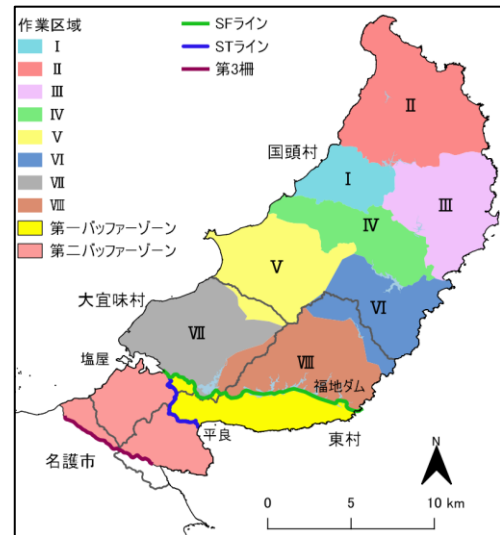 作業区域
I
II
III
IV
V
VI
VII
VIII
第一バッファーゾーン
第二バッファーゾーン
SFライン
STライン
第3柵
II
国頭村
I
III
IV
V
大宜味村
VI
VII
VIII
塩屋
福地ダム
平良
東村
名護市
N
0 5 10 km